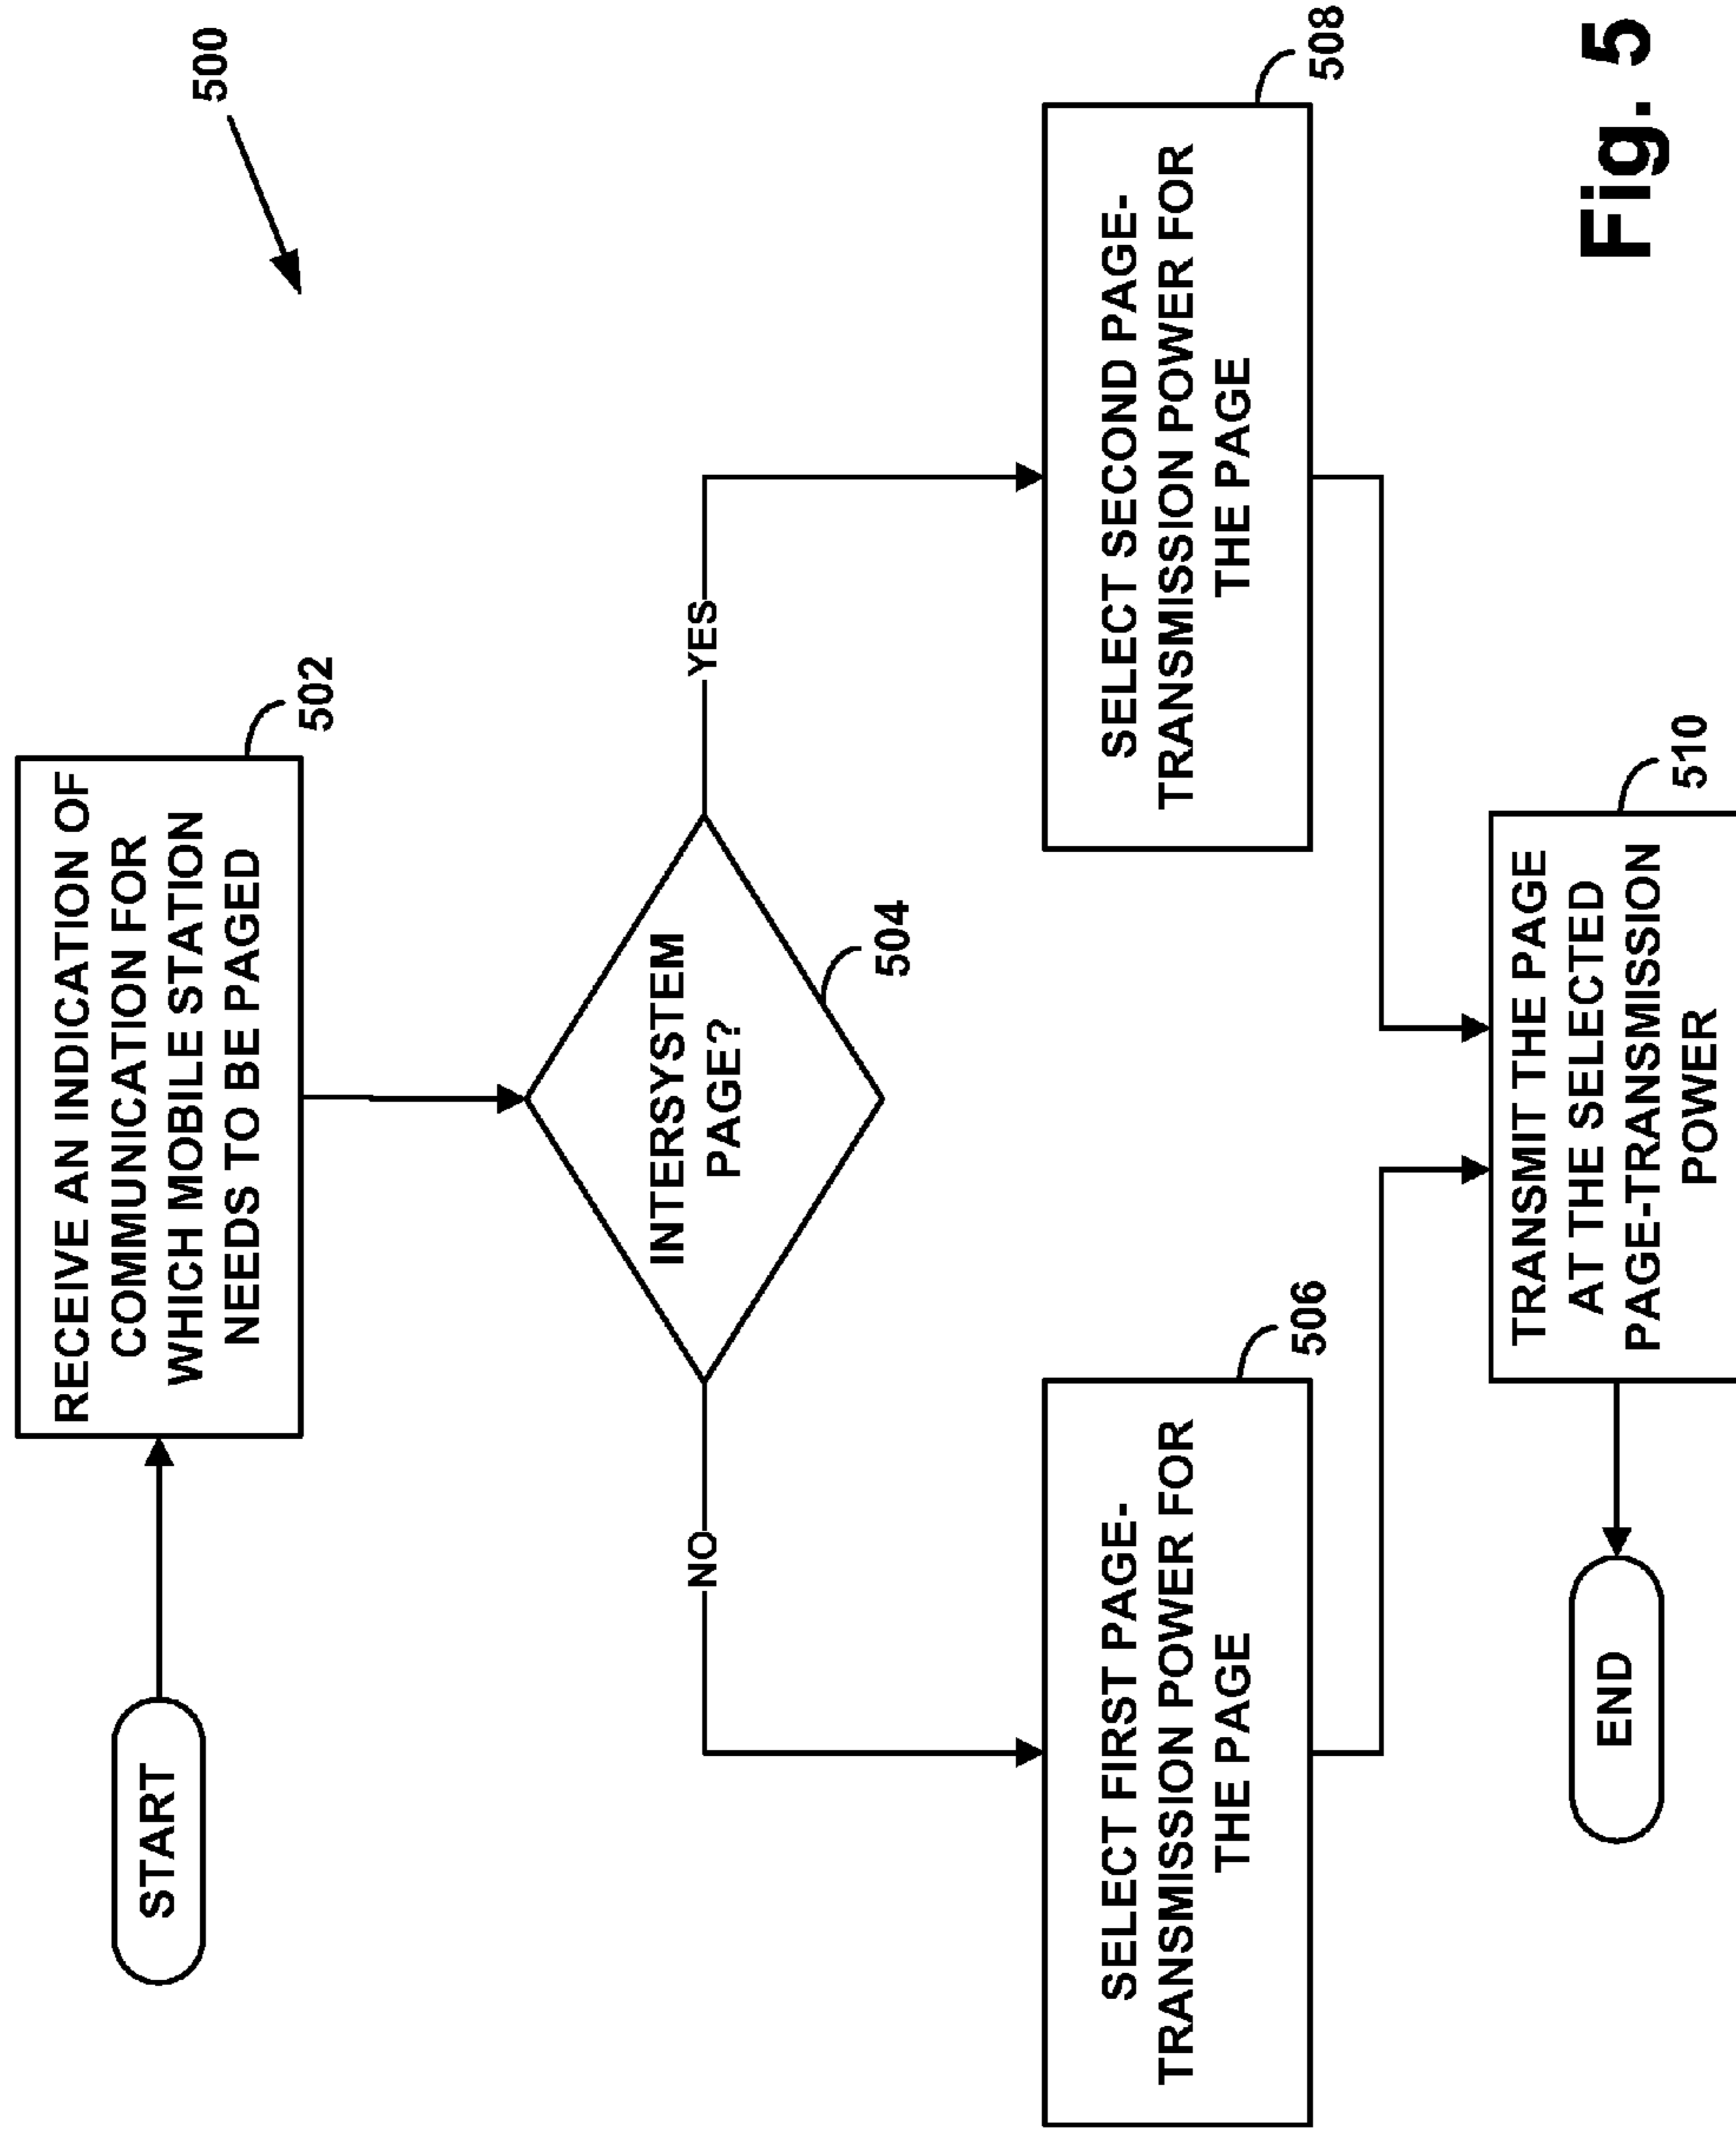 500
START
RECEIVE AN INDICATION OF
COMMUNICATION FOR
WHICH MOBILE STATION
NEEDS TO BE PAGED
502
INTERSYSTEM
PAGE?
504
NO
YES
SELECT FIRST PAGE-
TRANSMISSION POWER FOR
THE PAGE
506
SELECT SECOND PAGE-
TRANSMISSION POWER FOR
THE PAGE
508
TRANSMIT THE PAGE
AT THE SELECTED
PAGE-TRANSMISSION
POWER
510
END
Fig. 5